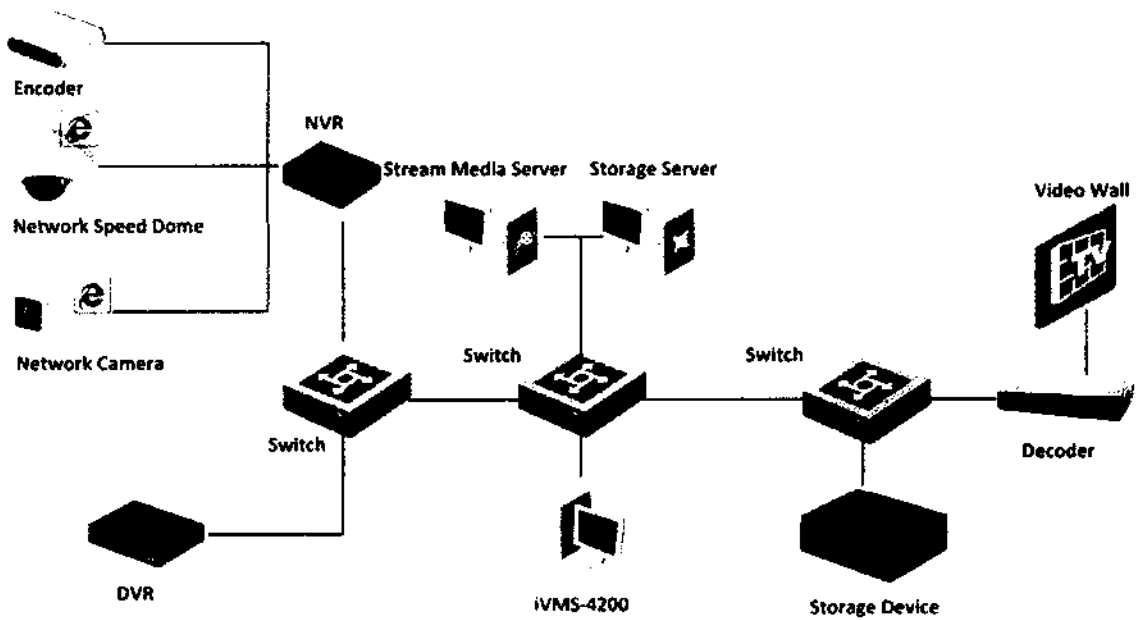 Encoder
NVR
Stream Media Server
Storage Server
Video Wall
TV
Network Speed Dome
Network Camera
Switch
Switch
Switch
Decoder
DVR
iVMS-4200
Storage Device